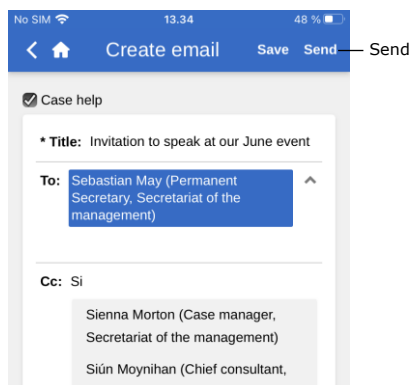 No SIM 13.34 48 %
Create email Save Send Send
Case help
* Title: Invitation to speak at our June event
To: Sebastian May (Permanent
Secretary, Secretariat of the
management)
Cc: Si
Sienna Morton (Case manager,
Secretariat of the management)
Siún Moynihan (Chief consultant,